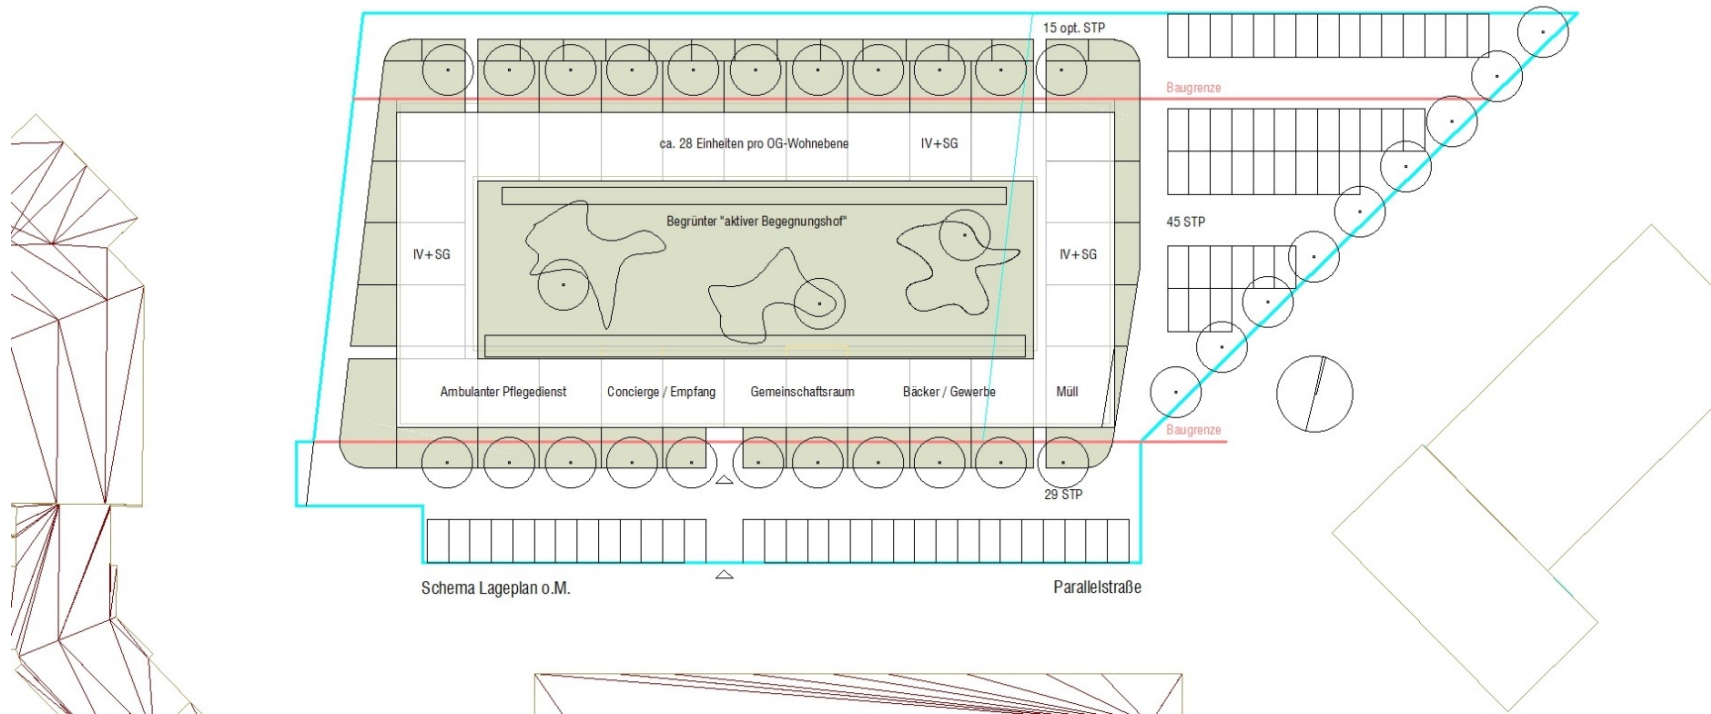 15 opt. STP
Baugrenze
ca. 28 Einheiten pro OG-Wohnebene
IV+SG
Begrünter "aktiver Begegnungshof"
45 STP
IV+SG
IV+SG
Ambulanter Pflegedienst
Concierge / Empfang
Gemeinschaftsraum
Bäcker / Gewerbe
Müll
Baugrenze
29 STP
Schema Lageplan o.M.
Parallelstraße